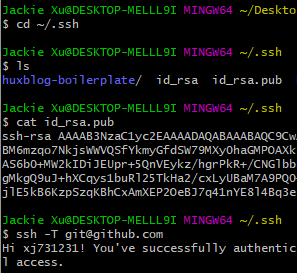 Jackie Xu@DESKTOP-MELLL9I MINGW64 ~/Deskto
$ cd ~/.ssh

Jackie Xu@DESKTOP-MELLL9I MINGW64 ~/.ssh
$ ls
huxblog-boilerplate/  id_rsa  id_rsa.pub

Jackie Xu@DESKTOP-MELLL9I MINGW64 ~/.ssh
$ cat id_rsa.pub
ssh-rsa AAAAB3NzaC1yc2EAAAADAQABAAABAQC9Cw
BM6mzqo7NkjsWWVQSfYkmyGfdSW79MXyOhaGMPOAXk
AS6bO+MW2kIDiJEUpr+5QnVEykz/hgrPkR+/CNGlbb
gMkgQ9uJ+hXCqys1buRl25TkHa2/cxLyUBaM7A9PQO
jlE5kB6KzpSzqKBhCxAmXEP2OeBJ7q41nYE8l4Bq3e

Jackie Xu@DESKTOP-MELLL9I MINGW64 ~/.ssh
$ ssh -T git@github.com
Hi xj731231! You've successfully authentic
l access.